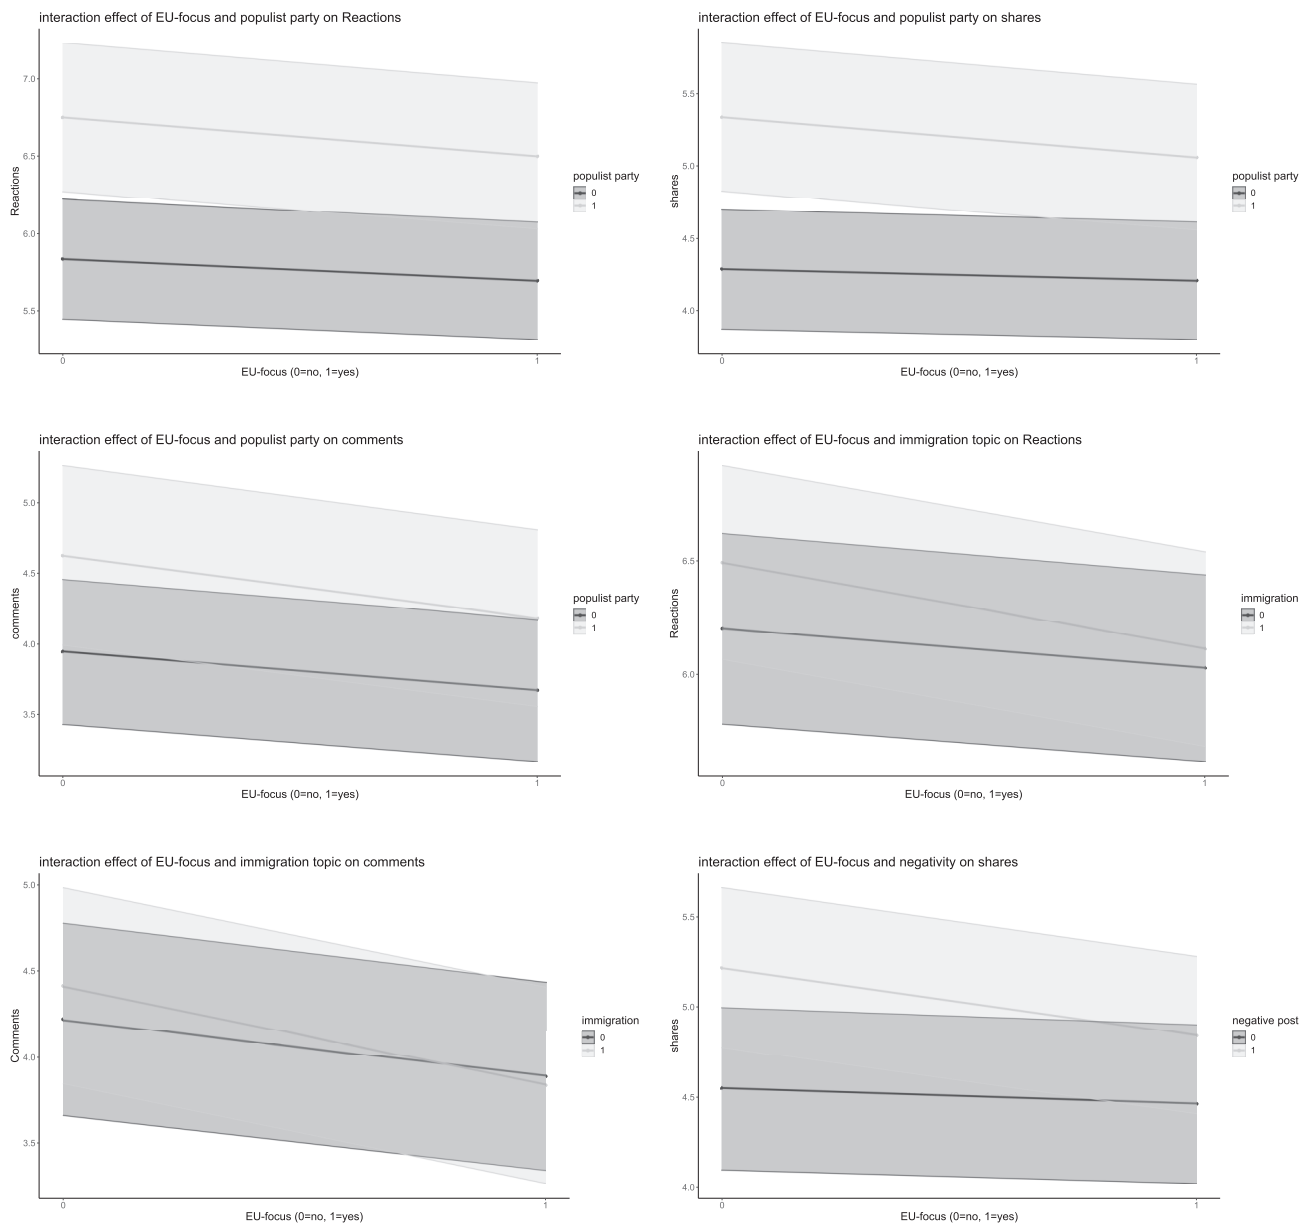 interaction effect of EU-focus and populist party on Reactions
Reactions
7.0
6.5
6.0
5.5
0
1
EU-focus (0=no, 1=yes)
populist party
0
1
interaction effect of EU-focus and populist party on shares
shares
5.5
5.0
4.5
4.0
0
1
EU-focus (0=no, 1=yes)
populist party
0
1
interaction effect of EU-focus and populist party on comments
comments
5.0
4.5
4.0
3.5
0
1
EU-focus (0=no, 1=yes)
populist party
0
1
interaction effect of EU-focus and immigration topic on Reactions
Reactions
6.5
6.0
0
1
EU-focus (0=no, 1=yes)
immigration
0
1
interaction effect of EU-focus and immigration topic on comments
Comments
5.0
4.5
4.0
3.5
0
1
EU-focus (0=no, 1=yes)
immigration
0
1
interaction effect of EU-focus and negativity on shares
shares
5.5
5.0
4.5
4.0
0
1
EU-focus (0=no, 1=yes)
negative post
0
1